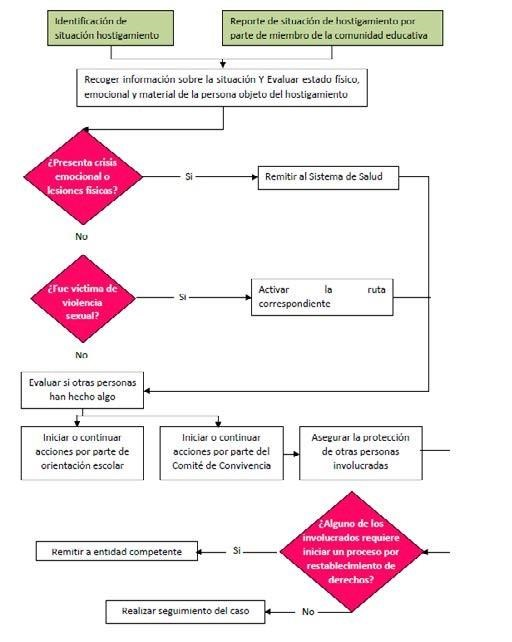 Identificación de
situación hostigamiento
Reporte de situación de hostigamiento por
parte de miembro de la comunidad educativa
Recoger información sobre la situación Y Evaluar estado físico,
emocional y material de la persona objeto del hostigamiento
¿Presenta crisis
emocional o
lesiones físicas?
Si
Remitir al Sistema de Salud
No
¿Fue víctima de
violencia
sexual?
Si
Activar la ruta
correspondiente
No
Evaluar si otras personas
han hecho algo
Iniciar o continuar
acciones por parte de
orientación escolar
Iniciar o continuar
acciones por parte del
Comité de Convivencia
Asegurar la protección
de otras personas
involucradas
¿Alguno de los
involucrados requiere
iniciar un proceso por
restablecimiento de
derechos?
Si
Remitir a entidad competente
No
Realizar seguimiento del caso